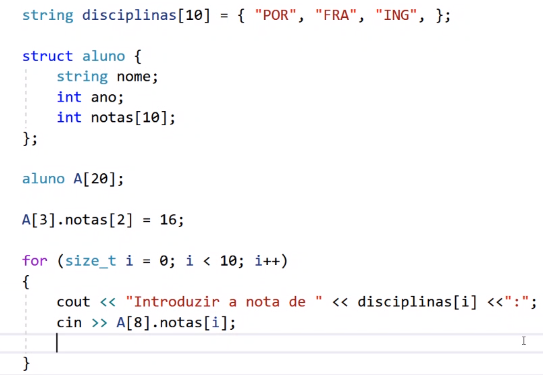 string disciplinas[10] = { "POR", "FRA", "ING", };
struct aluno {
string nome;
int ano;
int notas[10];
};
aluno A[20];
A[3].notas[2] = 16;
for (size_t i = 0; i < 10; i++)
{
cout << "Introduzir a nota de " << disciplinas[i] <<":";
cin >> A[8].notas[i];
}